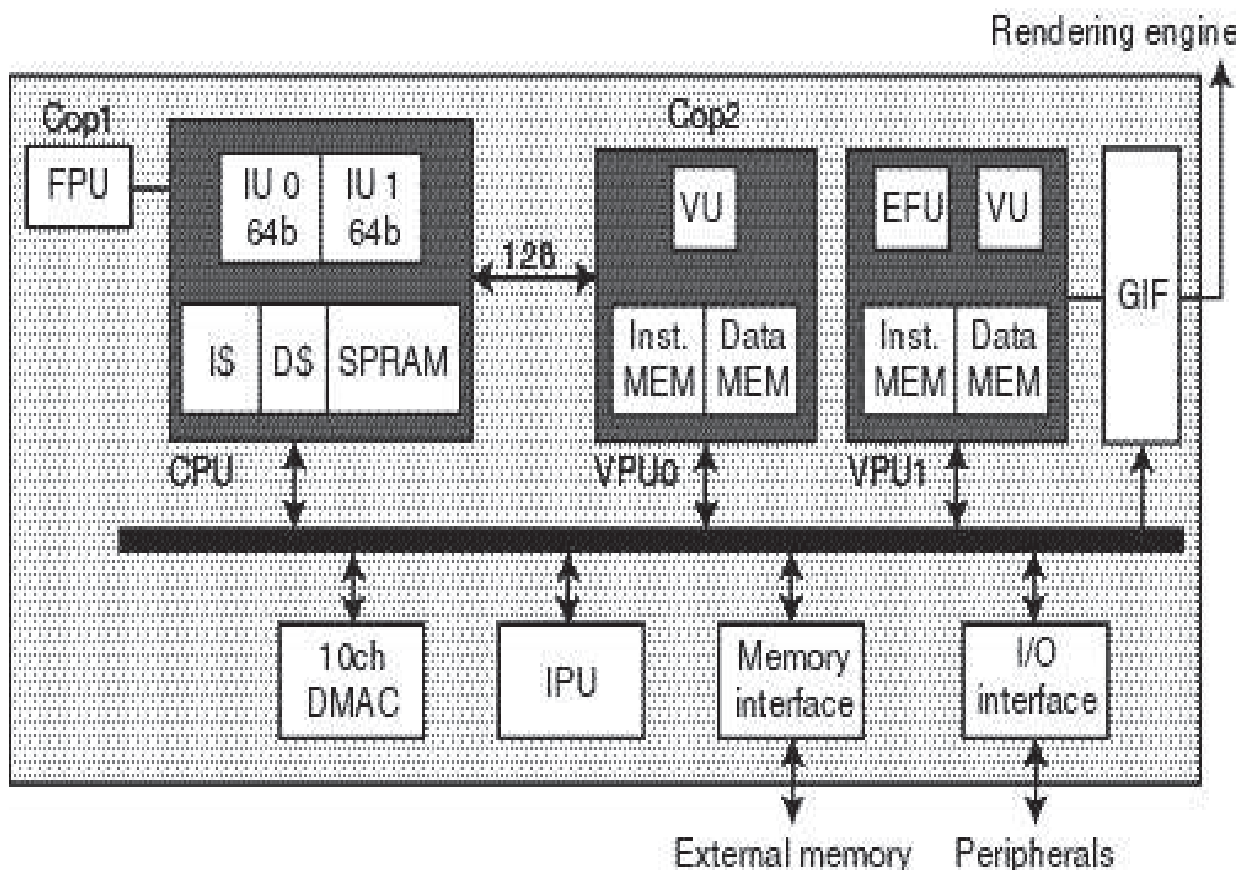 Rendering engine
Cop1
Cop2
FPU
IU 0
64b
IU 1
64b
128
VU
EFU
VU
GIF
I$
D$
SPRAM
Inst.
MEM
Data
MEM
Inst.
MEM
Data
MEM
CPU
VPU0
VPU1
10ch
DMAC
IPU
Memory
interface
I/O
interface
External memory
Peripherals